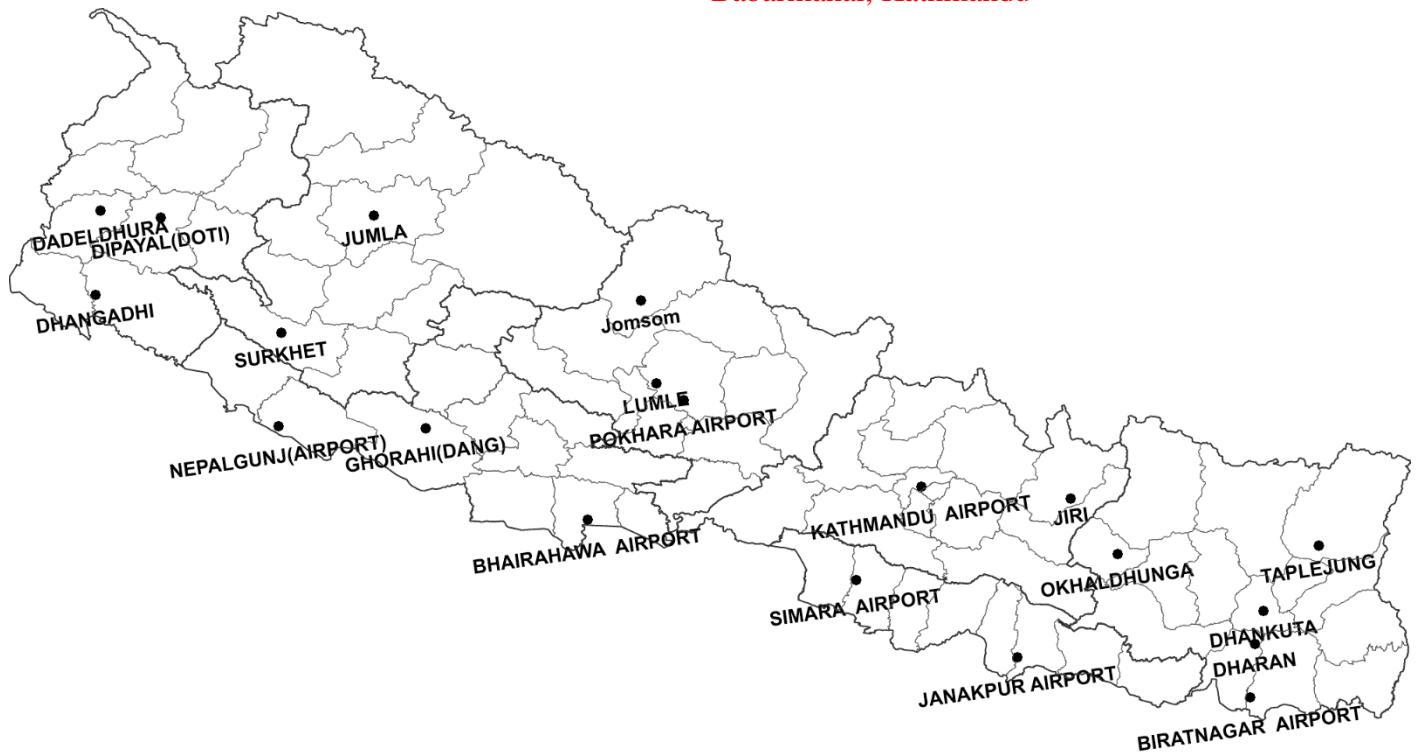 Kathmandu
DADELDHURA
DIPAYAL(DOTI)
JUMLA
DHANGADHI
Jomsom
SURKHET
LUMLE
POKHARA AIRPORT
NEPALGUNJ(AIRPORT)
GHORAHI(DANG)
KATHMANDU AIRPORT
JIRI
BHAIRAHAWA AIRPORT
OKHALDHUNGA
TAPLEJUNG
SIMARA AIRPORT
DHANKUTA
DHARAN
JANAKPUR AIRPORT
BIRATNAGAR AIRPORT